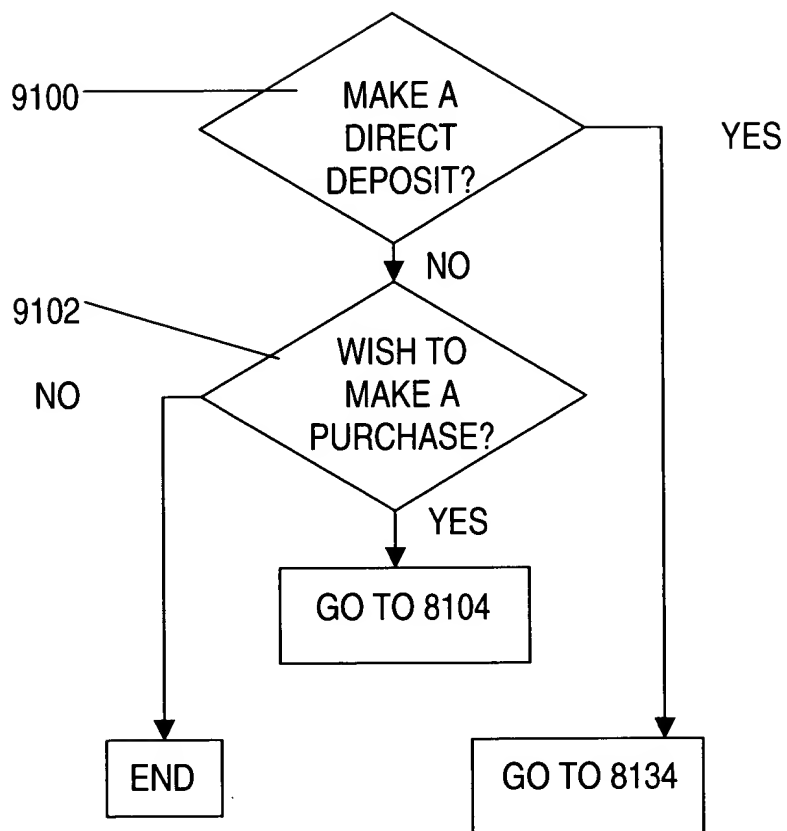 9100
MAKE A
DIRECT
DEPOSIT?
YES
NO
9102
WISH TO
MAKE A
PURCHASE?
NO
YES
GO TO 8104
END
GO TO 8134